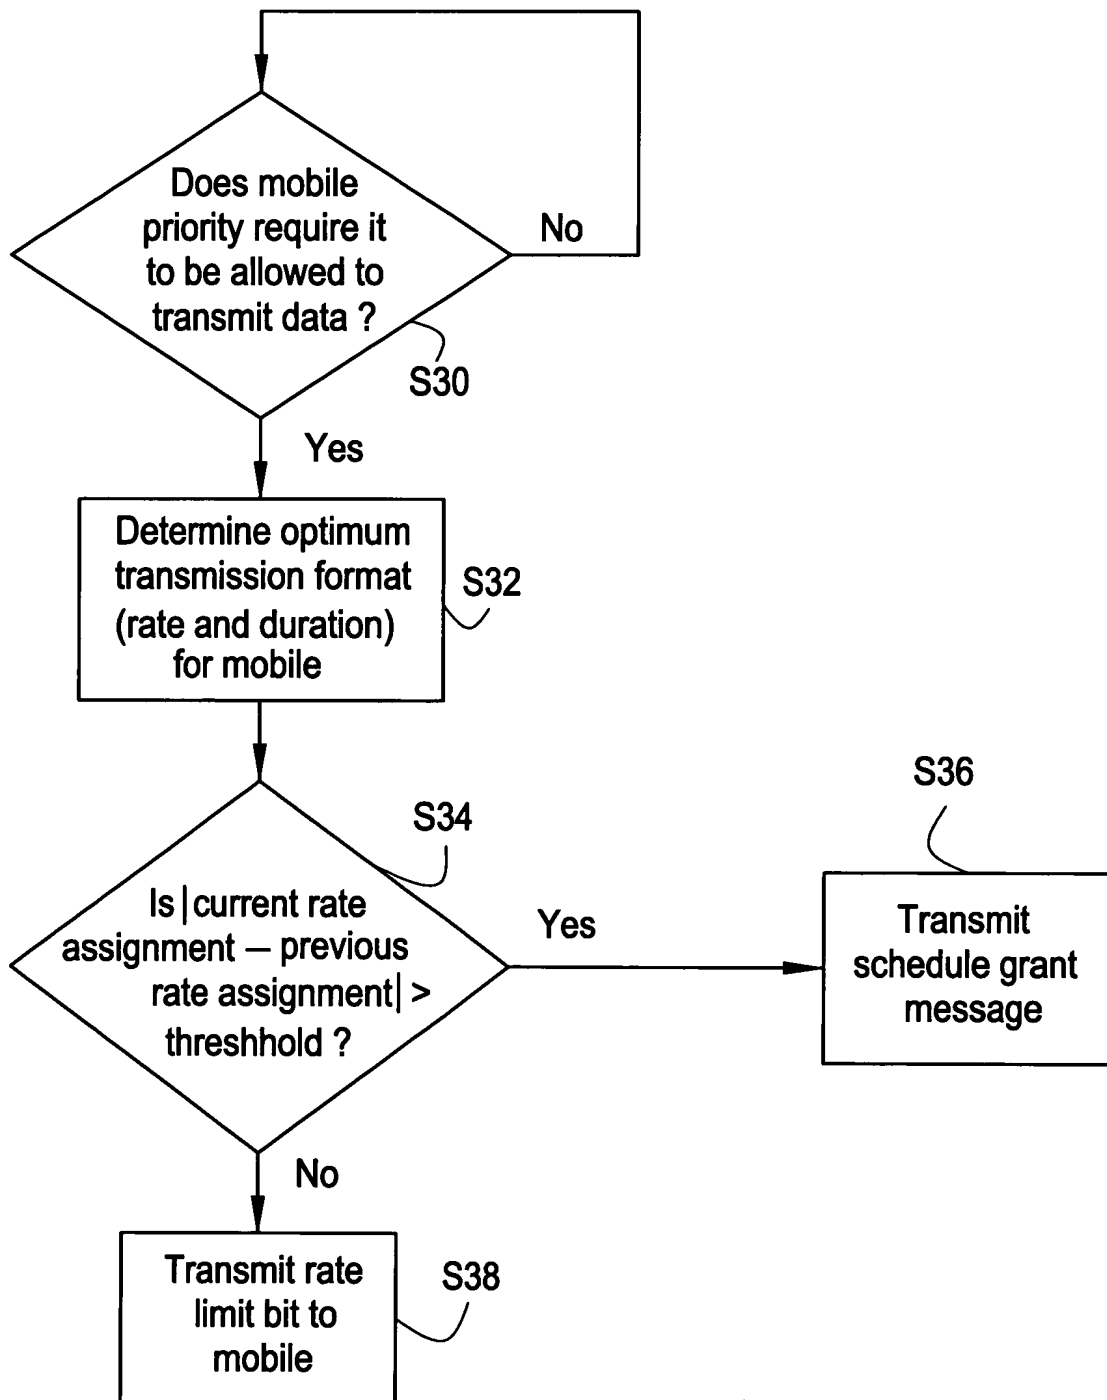 Does mobile
priority require it
to be allowed to
transmit data ?
No
S30
Yes
Determine optimum
transmission format
(rate and duration)
for mobile
S32
S34
Is |current rate
assignment — previous
rate assignment| >
threshhold ?
Yes
S36
Transmit
schedule grant
message
No
Transmit rate
limit bit to
mobile
S38